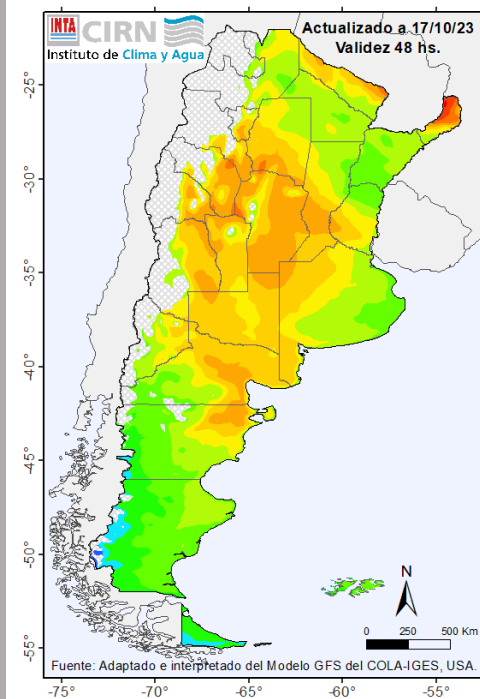 INTA CIRN
Instituto de Clima y Agua
Actualizado a 17/10/23
Validez 48 hs.
-25°
-30°
-35°
-40°
-45°
-50°
-55°
N
0 250 500 Km
Fuente: Adaptado e interpretado del Modelo GFS del COLA-IGES, USA.
-75° -70° -65° -60° -55°